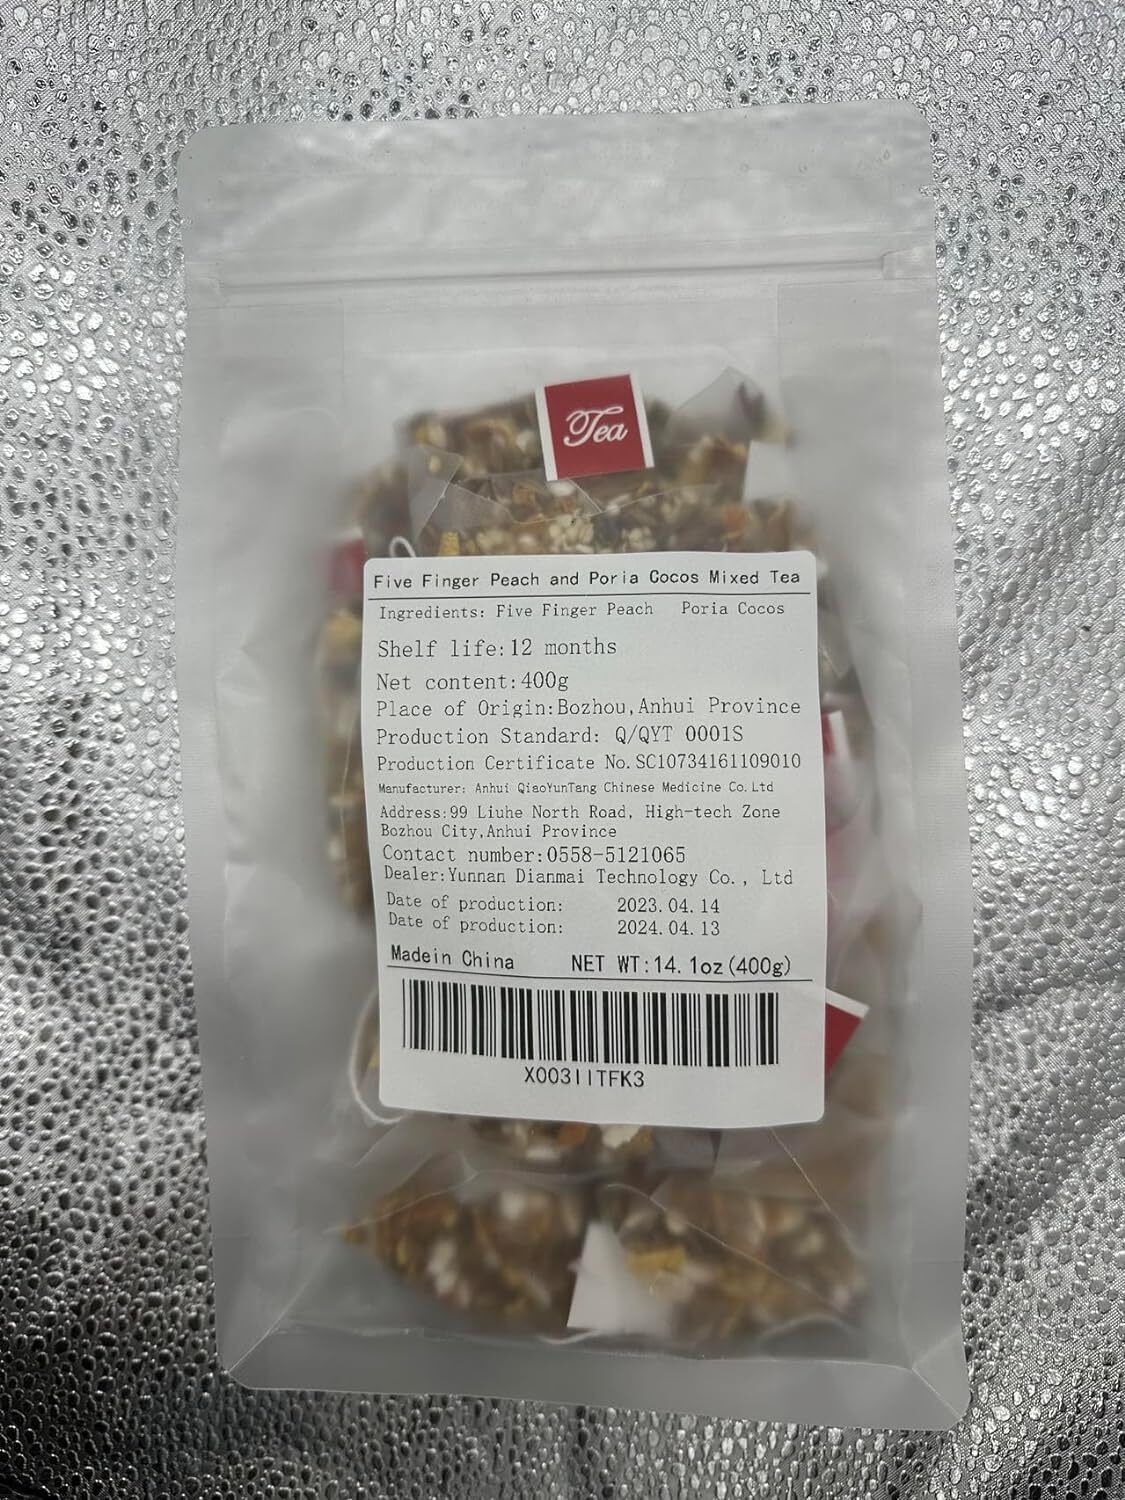 Tea
Five Finger Peach and Poria Cocos Mixed Tea
Ingredients: Five Finger Peach Poria Cocos
Shelf life:12 months
Net content:400g
Place of Origin:Bozhou,Anhui Province
Production Standard: Q/QYT 0001S
Production Certificate No.SC10734161109010
Manufacturer: Anhui QiaoYunTang Chinese Medicine Co.Ltd
Address:99 Liuhe North Road, High-tech Zone
Bozhou City,Anhui Province
Contact number:0558-5121065
Dealer:Yunnan Dianmai Technology Co., Ltd
Date of production: 2023.04.14
Date of production: 2024.04.13
Madein China NET WT:14.1oz(400g)
X003IITFK3